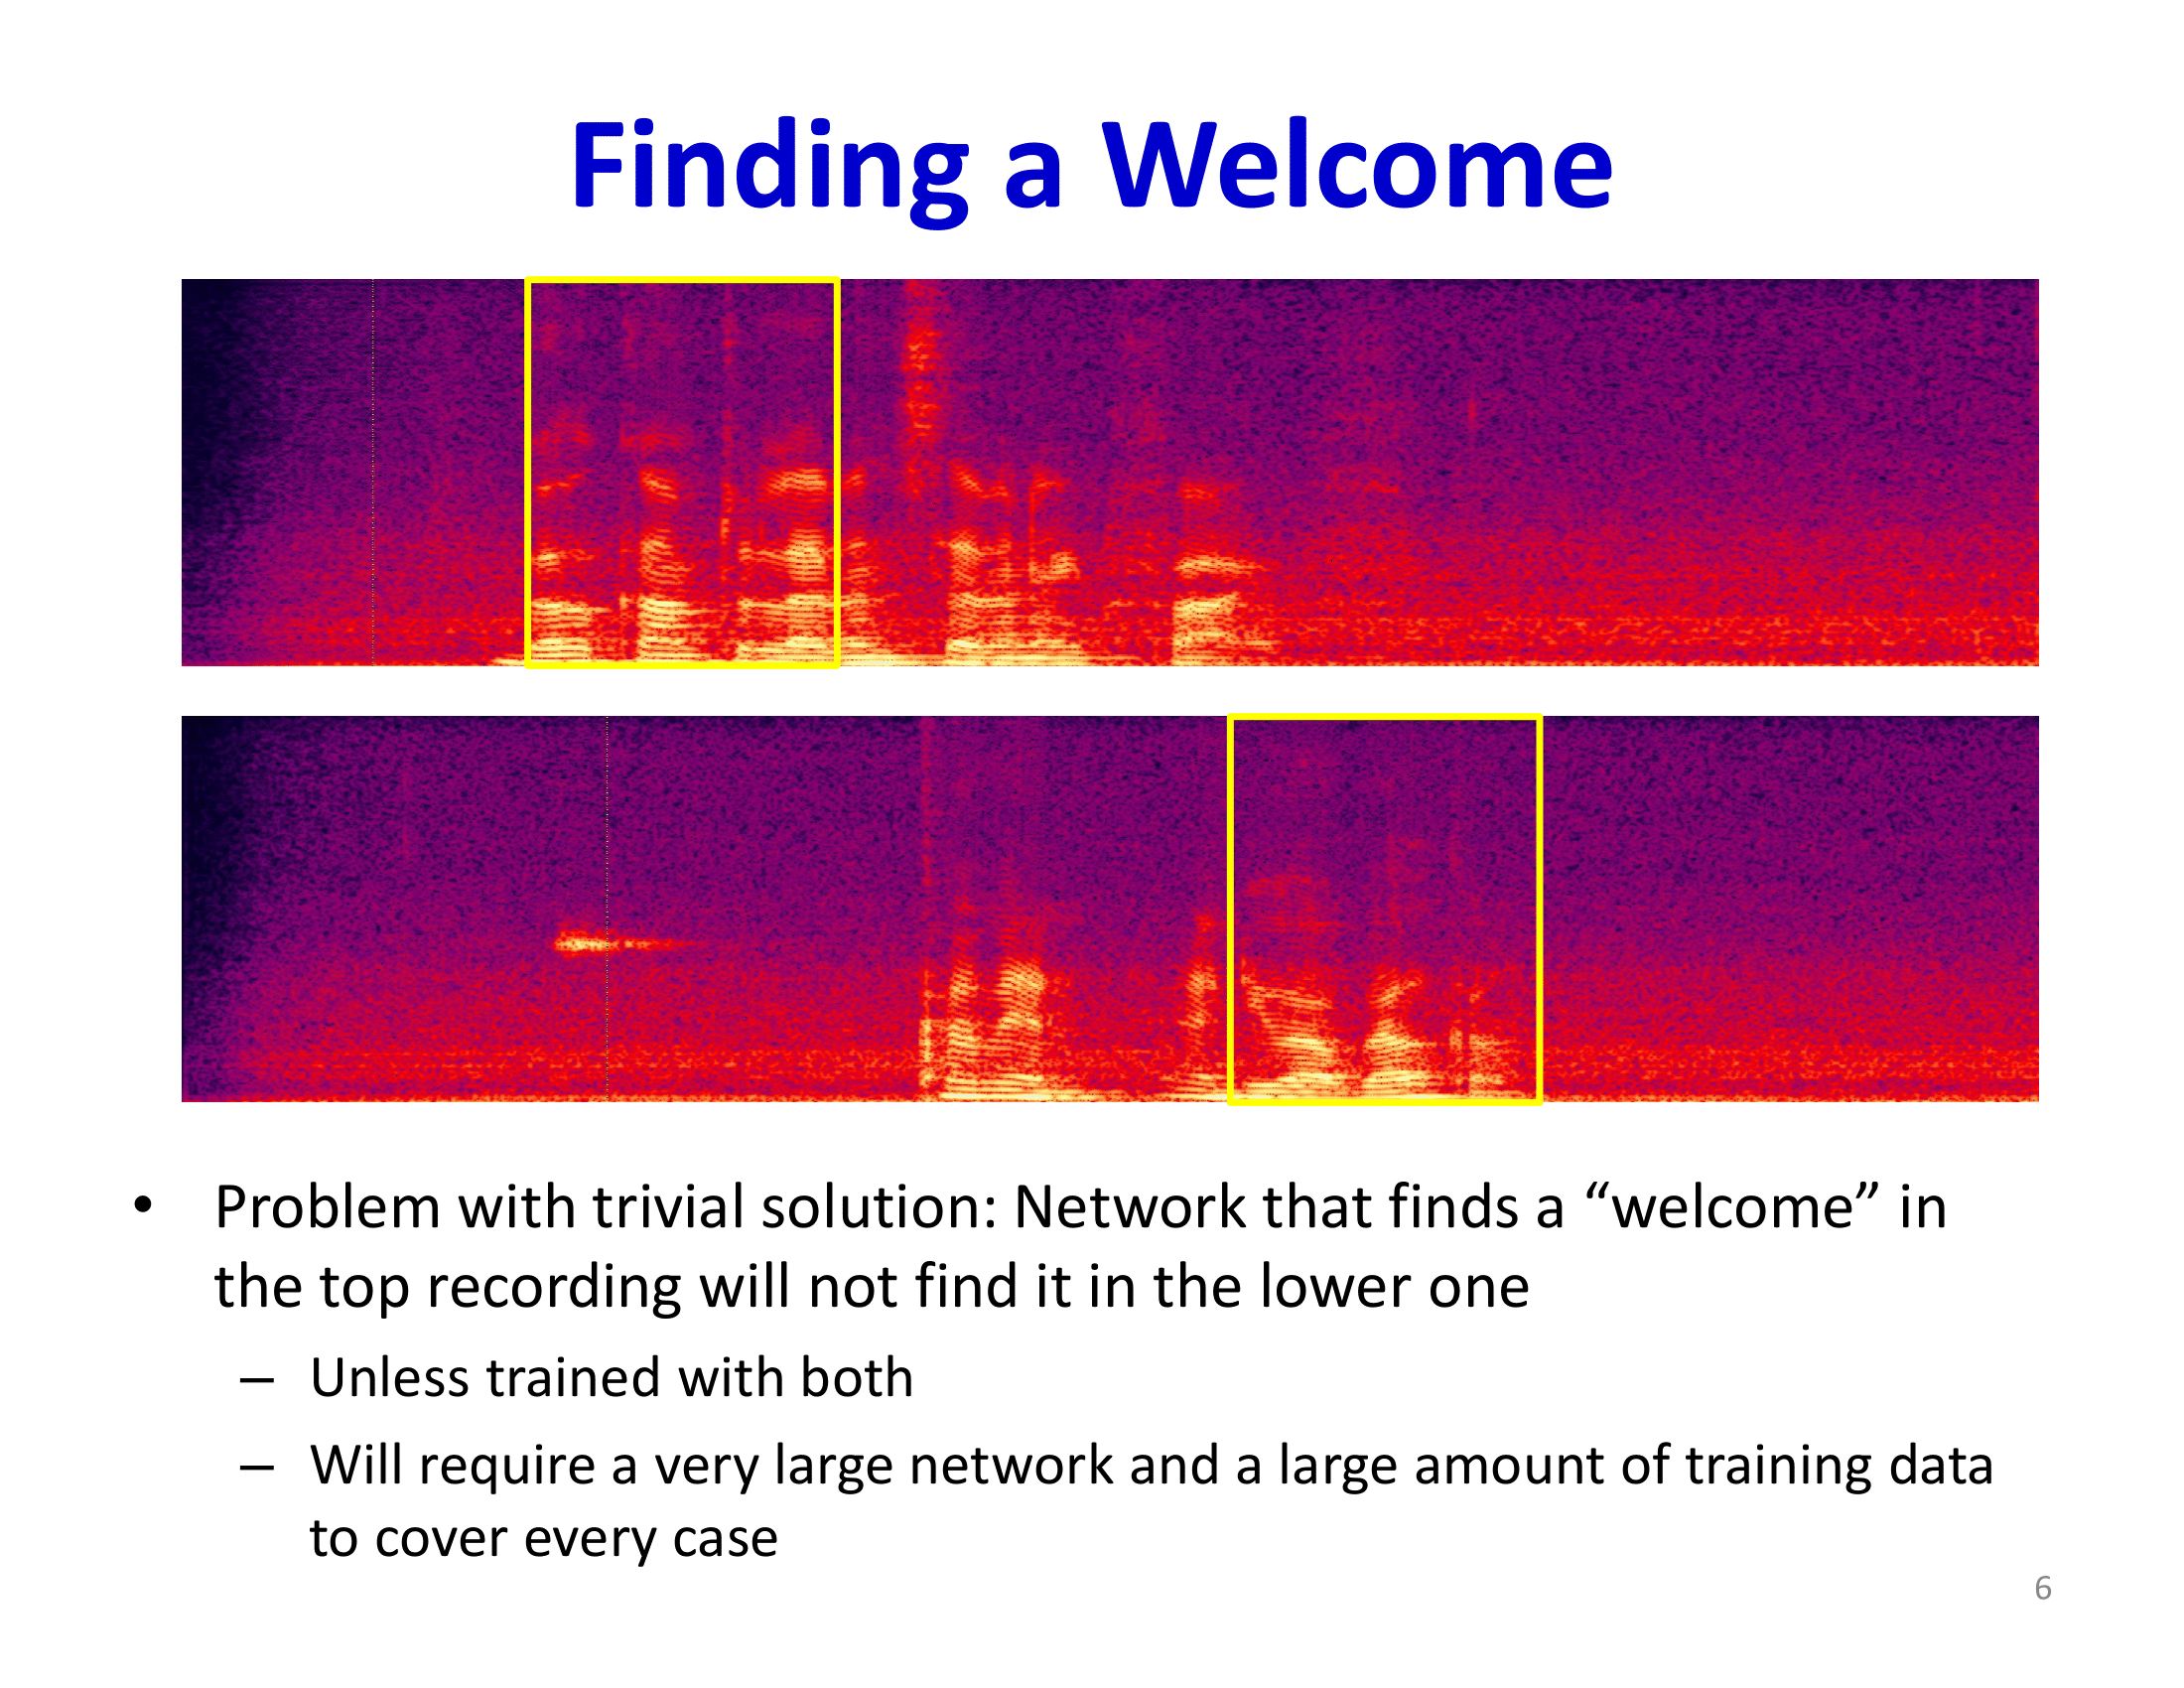 Finding a Welcome
• Problem with trivial solution: Network that finds a “welcome” in
the top recording will not find it in the lower one
– Unless trained with both
– Will require a very large network and a large amount of training data
to cover every case
6